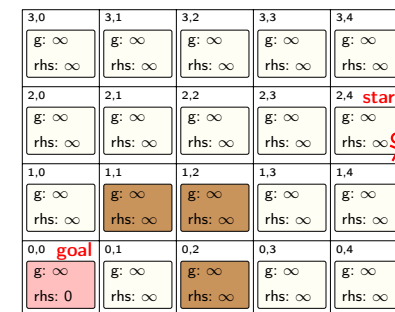 3,0 3,1 3,2 3,3 3,4
g: ∞ g: ∞ g: ∞ g: ∞ g: ∞
rhs: ∞ rhs: ∞ rhs: ∞ rhs: ∞ rhs: ∞
2,0 2,1 2,2 2,3 2,4 star
g: ∞ g: ∞ g: ∞ g: ∞ g: ∞
rhs: ∞ rhs: ∞ rhs: ∞ rhs: ∞ rhs: ∞
1,0 1,1 1,2 1,3 1,4
g: ∞ g: ∞ g: ∞ g: ∞ g: ∞
rhs: ∞ rhs: ∞ rhs: ∞ rhs: ∞ rhs: ∞
0,0 goal 0,1 0,2 0,3 0,4
g: ∞ g: ∞ g: ∞ g: ∞ g: ∞
rhs: 0 rhs: ∞ rhs: ∞ rhs: ∞ rhs: ∞